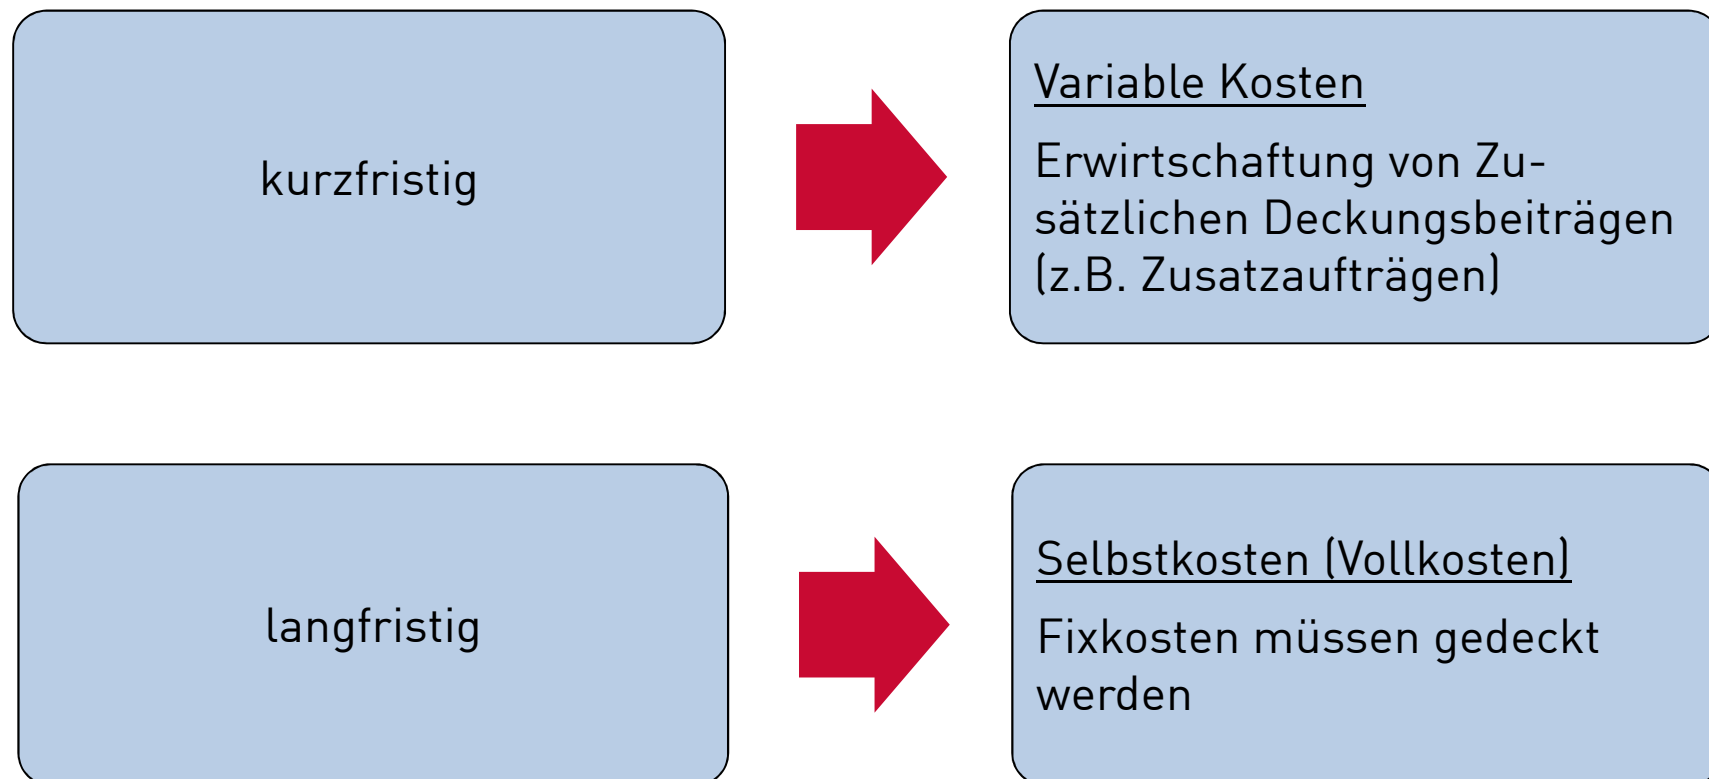 kurzfristig
Variable Kosten
Erwirtschaftung von Zu-
sätzlichen Deckungsbeiträgen
(z.B. Zusatzaufträgen)
langfristig
Selbstkosten (Vollkosten)
Fixkosten müssen gedeckt
werden